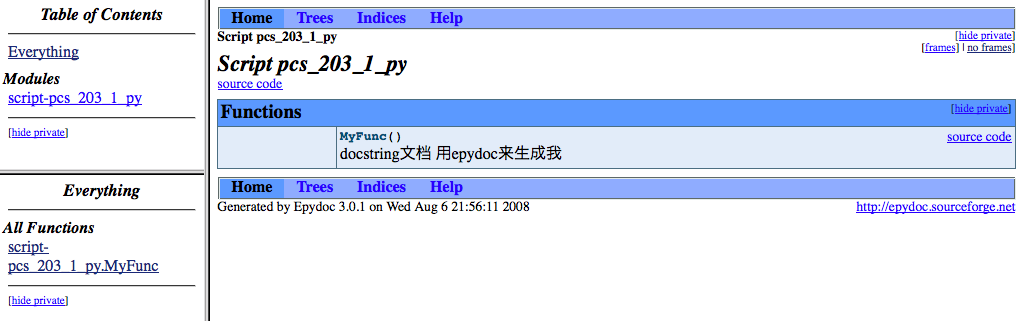 Table of Contents
Everything
Modules
script-pcs_203_1_py
[hide private]
Everything
All Functions
script-
pcs_203_1_py.MyFunc
[hide private]
Home Trees Indices Help
Script pcs_203_1_py [hide private]
[frames] | no frames]
Script pcs_203_1_py
source code
Functions [hide private]
MyFunc() source code
docstring文档 用epydoc来生成我
Home Trees Indices Help
Generated by Epydoc 3.0.1 on Wed Aug 6 21:56:11 2008 http://epydoc.sourceforge.net